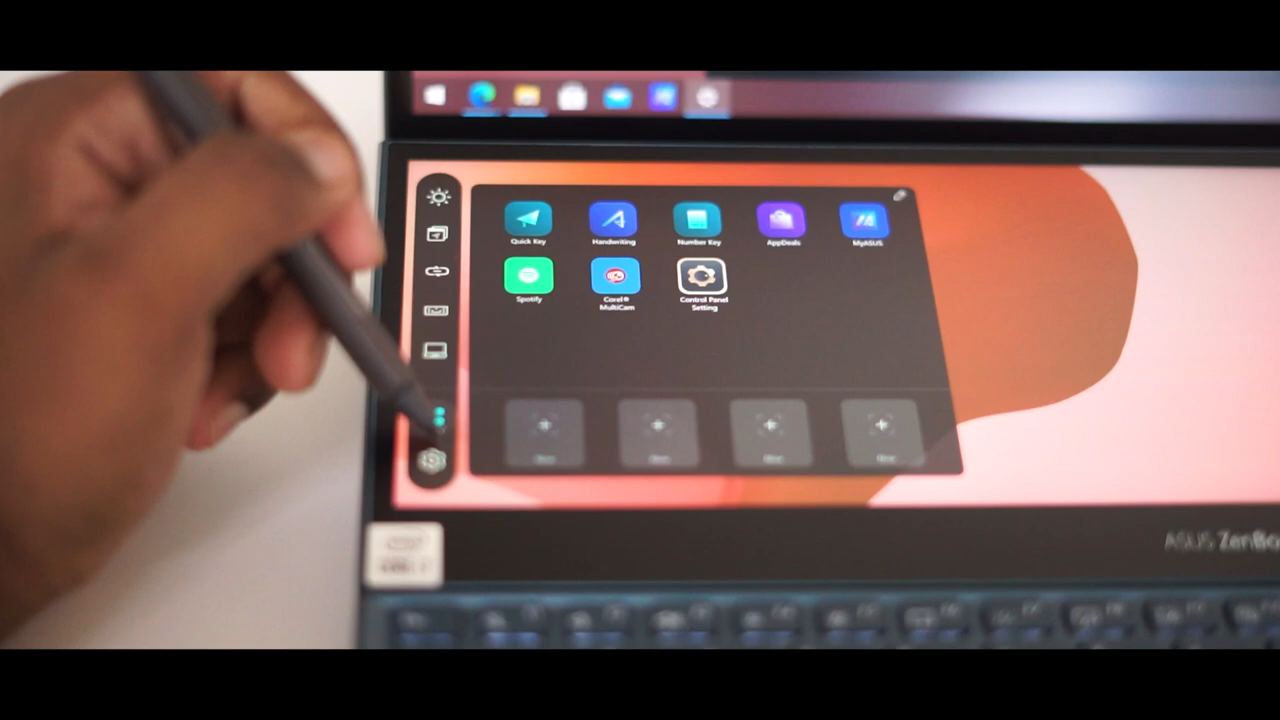 Quick Key
Handwriting
Number Key
AppDeals
MyASUS
Spotify
Corel®
MultiCam
Control Panel
Setting
ASUS ZenBo